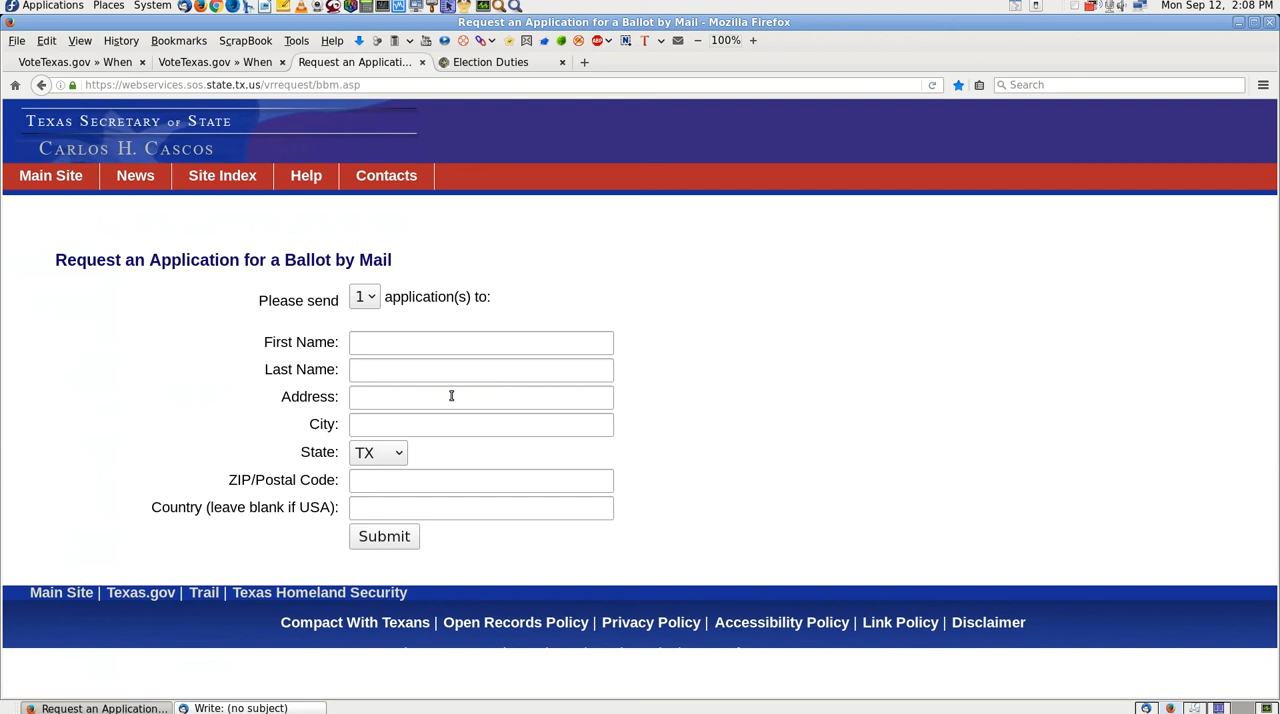 Applications Places System Mon Sep 12, 2:08 PM
Request an Application for a Ballot by Mail - Mozilla Firefox
File Edit View History Bookmarks ScrapBook Tools Help 100%
VoteTexas.gov » When VoteTexas.gov » When Request an Applicati... Election Duties
https://webservices.sos.state.tx.us/vrrequest/bbm.asp Search
TEXAS SECRETARY OF STATE
CARLOS H. CASCOS
Main Site News Site Index Help Contacts
Request an Application for a Ballot by Mail
Please send 1 application(s) to:
First Name:
Last Name:
Address:
City:
State: TX
ZIP/Postal Code:
Country (leave blank if USA):
Submit
Main Site | Texas.gov | Trail | Texas Homeland Security
Compact With Texans | Open Records Policy | Privacy Policy | Accessibility Policy | Link Policy | Disclaimer
Request an Application... Write: (no subject)